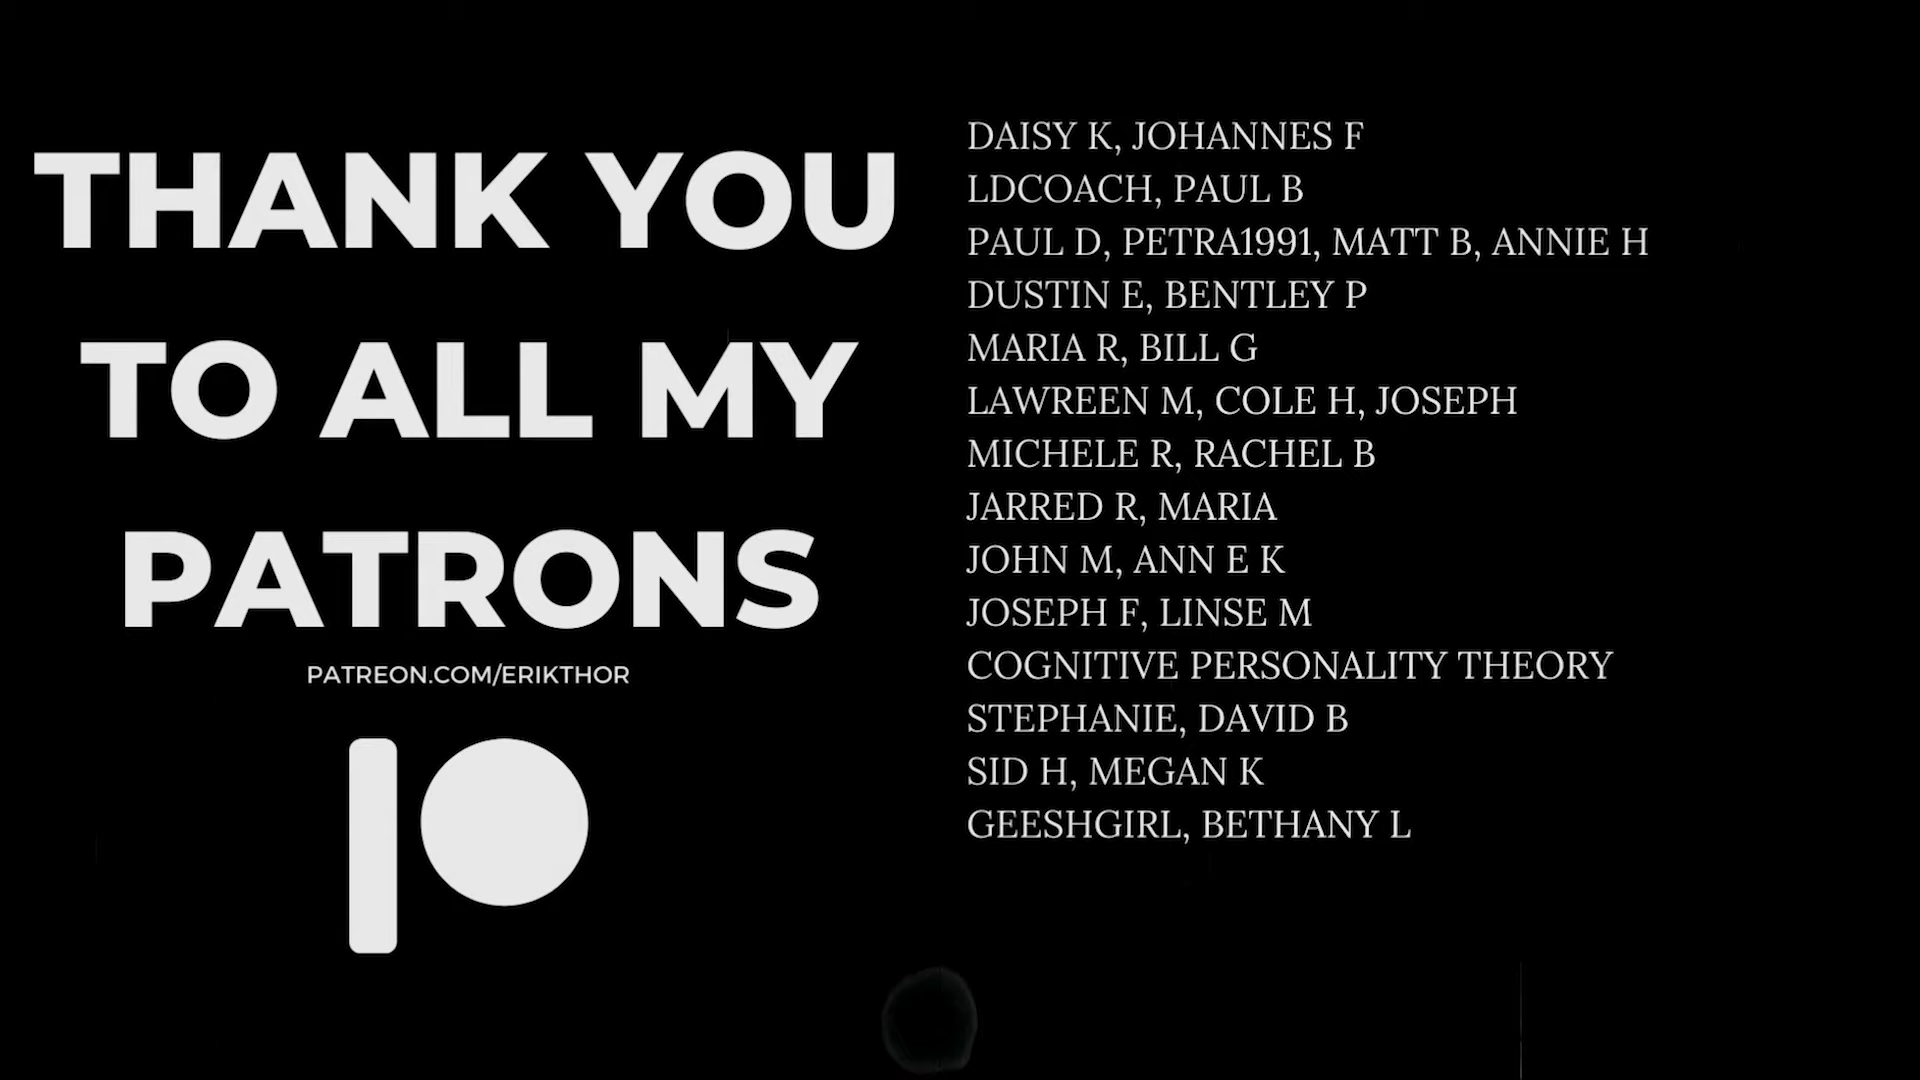 THANK YOU
TO ALL MY
PATRONS
PATREON.COM/ERIKTHOR
DAISY K, JOHANNES F
LDCOACH, PAUL B
PAUL D, PETRA1991, MATT B, ANNIE H
DUSTIN E, BENTLEY P
MARIA R, BILL G
LAWREEN M, COLE H, JOSEPH
MICHELE R, RACHEL B
JARRED R, MARIA
JOHN M, ANN E K
JOSEPH F, LINSE M
COGNITIVE PERSONALITY THEORY
STEPHANIE, DAVID B
SID H, MEGAN K
GEESHGIRL, BETHANY L